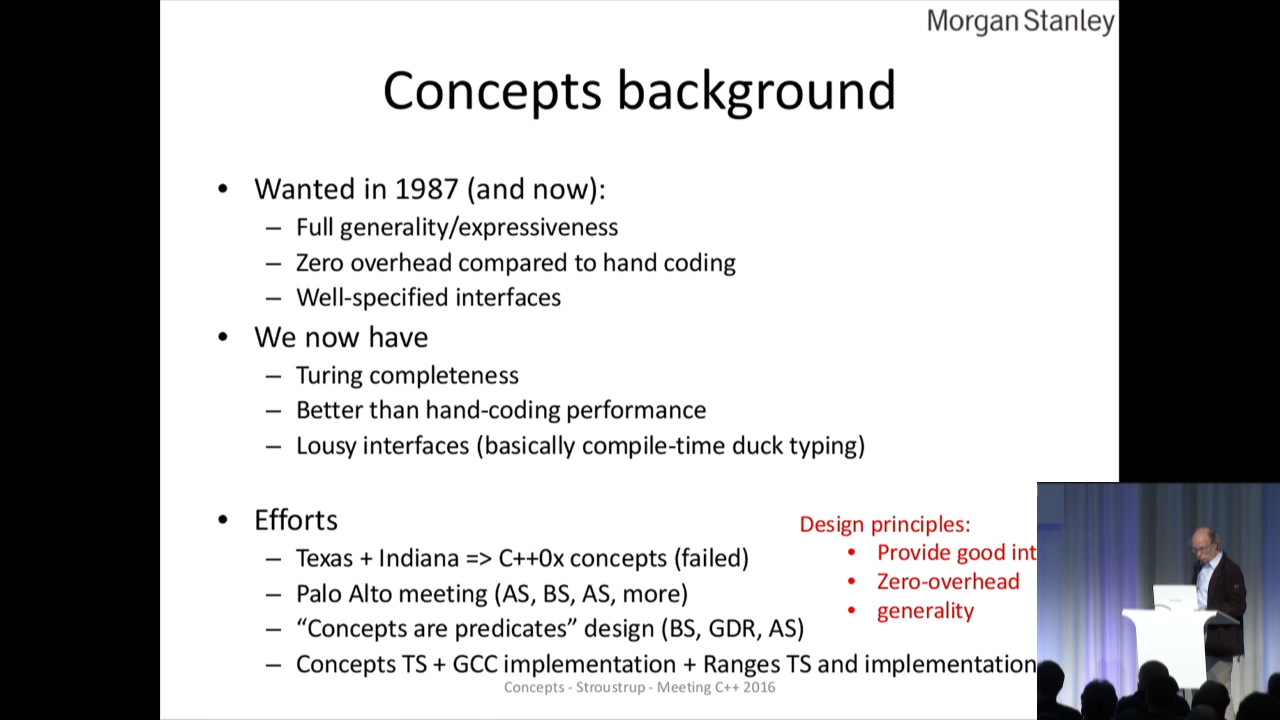 Morgan Stanley
Concepts background
• Wanted in 1987 (and now):
– Full generality/expressiveness
– Zero overhead compared to hand coding
– Well-specified interfaces
• We now have
– Turing completeness
– Better than hand-coding performance
– Lousy interfaces (basically compile-time duck typing)
• Efforts
– Texas + Indiana => C++0x concepts (failed)
– Palo Alto meeting (AS, BS, AS, more)
– “Concepts are predicates” design (BS, GDR, AS)
– Concepts TS + GCC implementation + Ranges TS and implementation
Design principles:
• Provide good int
• Zero-overhead
• generality
Concepts - Stroustrup - Meeting C++ 2016